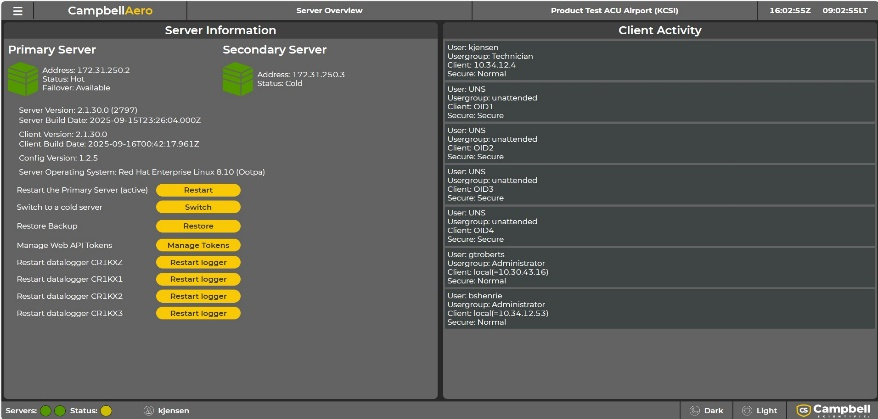 CampbellAero
Server Overview
Product Test ACU Airport (KCSI)
16:02:55Z 09:02:55LT
Server Information
Primary Server
Address: 172.31.250.2
Status: Hot
Failover: Available
Secondary Server
Address: 172.31.250.3
Status: Cold
Server Version: 2.1.30.0 (2797)
Server Build Date: 2025-09-15T23:26:04.000Z
Client Version: 2.1.30.0
Client Build Date: 2025-09-16T00:42:17.961Z
Config Version: 1.2.5
Server Operating System: Red Hat Enterprise Linux 8.10 (Ootpa)
Restart the Primary Server (active) Restart
Switch to a cold server Switch
Restore Backup Restore
Manage Web API Tokens Manage Tokens
Restart datalogger CR1KXZ Restart logger
Restart datalogger CR1KX1 Restart logger
Restart datalogger CR1KX2 Restart logger
Restart datalogger CR1KX3 Restart logger
Client Activity
User: kjensen
Usergroup: Technician
Client: 10.34.12.4
Secure: Normal
User: UNS
Usergroup: unattended
Client: OID1
Secure: Secure
User: UNS
Usergroup: unattended
Client: OID2
Secure: Secure
User: UNS
Usergroup: unattended
Client: OID3
Secure: Secure
User: UNS
Usergroup: unattended
Client: OID4
Secure: Secure
User: gtroberts
Usergroup: Administrator
Client: local(=10.30.43.16)
Secure: Normal
User: bshenrie
Usergroup: Administrator
Client: local(=10.34.12.53)
Secure: Normal
Servers: Status: kjensen
Dark
Light
CS Campbell
SCIENTIFIC